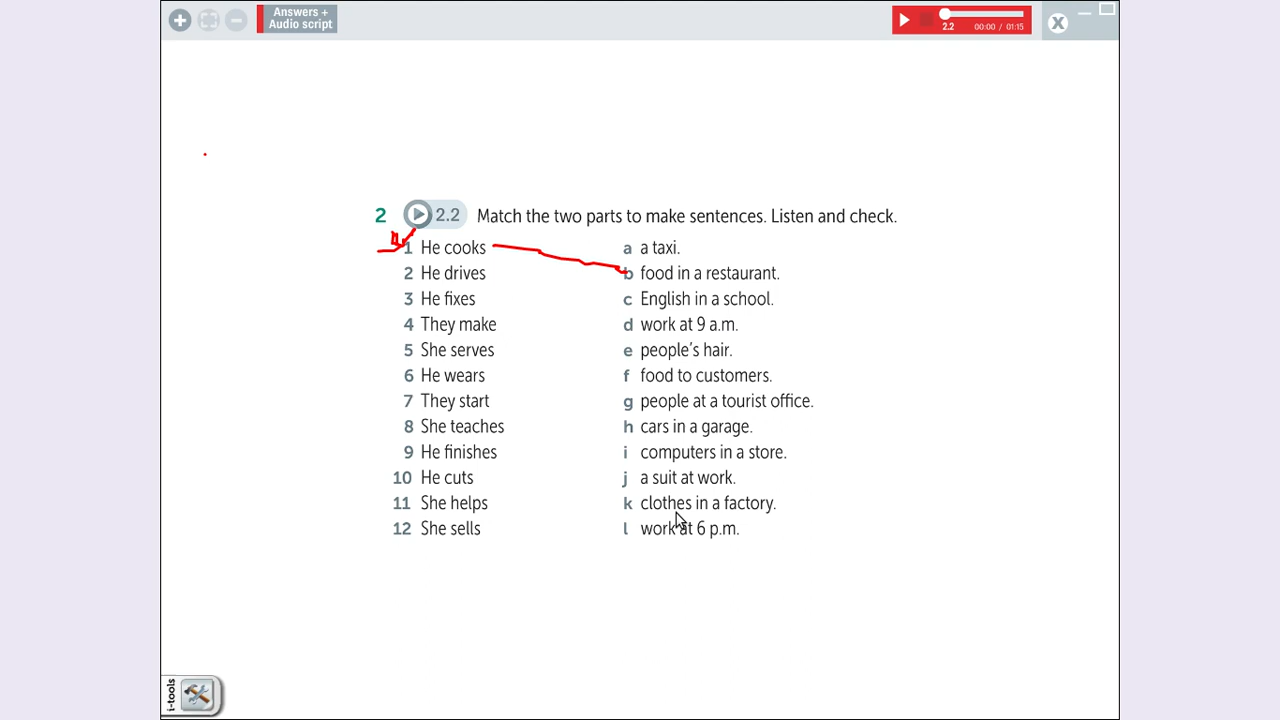 Answers +
Audio script
2.2 00:00 / 01:15
X
2 2.2 Match the two parts to make sentences. Listen and check.
1 He cooks a a taxi.
2 He drives b food in a restaurant.
3 He fixes c English in a school.
4 They make d work at 9 a.m.
5 She serves e people's hair.
6 He wears f food to customers.
7 They start g people at a tourist office.
8 She teaches h cars in a garage.
9 He finishes i computers in a store.
10 He cuts j a suit at work.
11 She helps k clothes in a factory.
12 She sells l work at 6 p.m.
i-tools